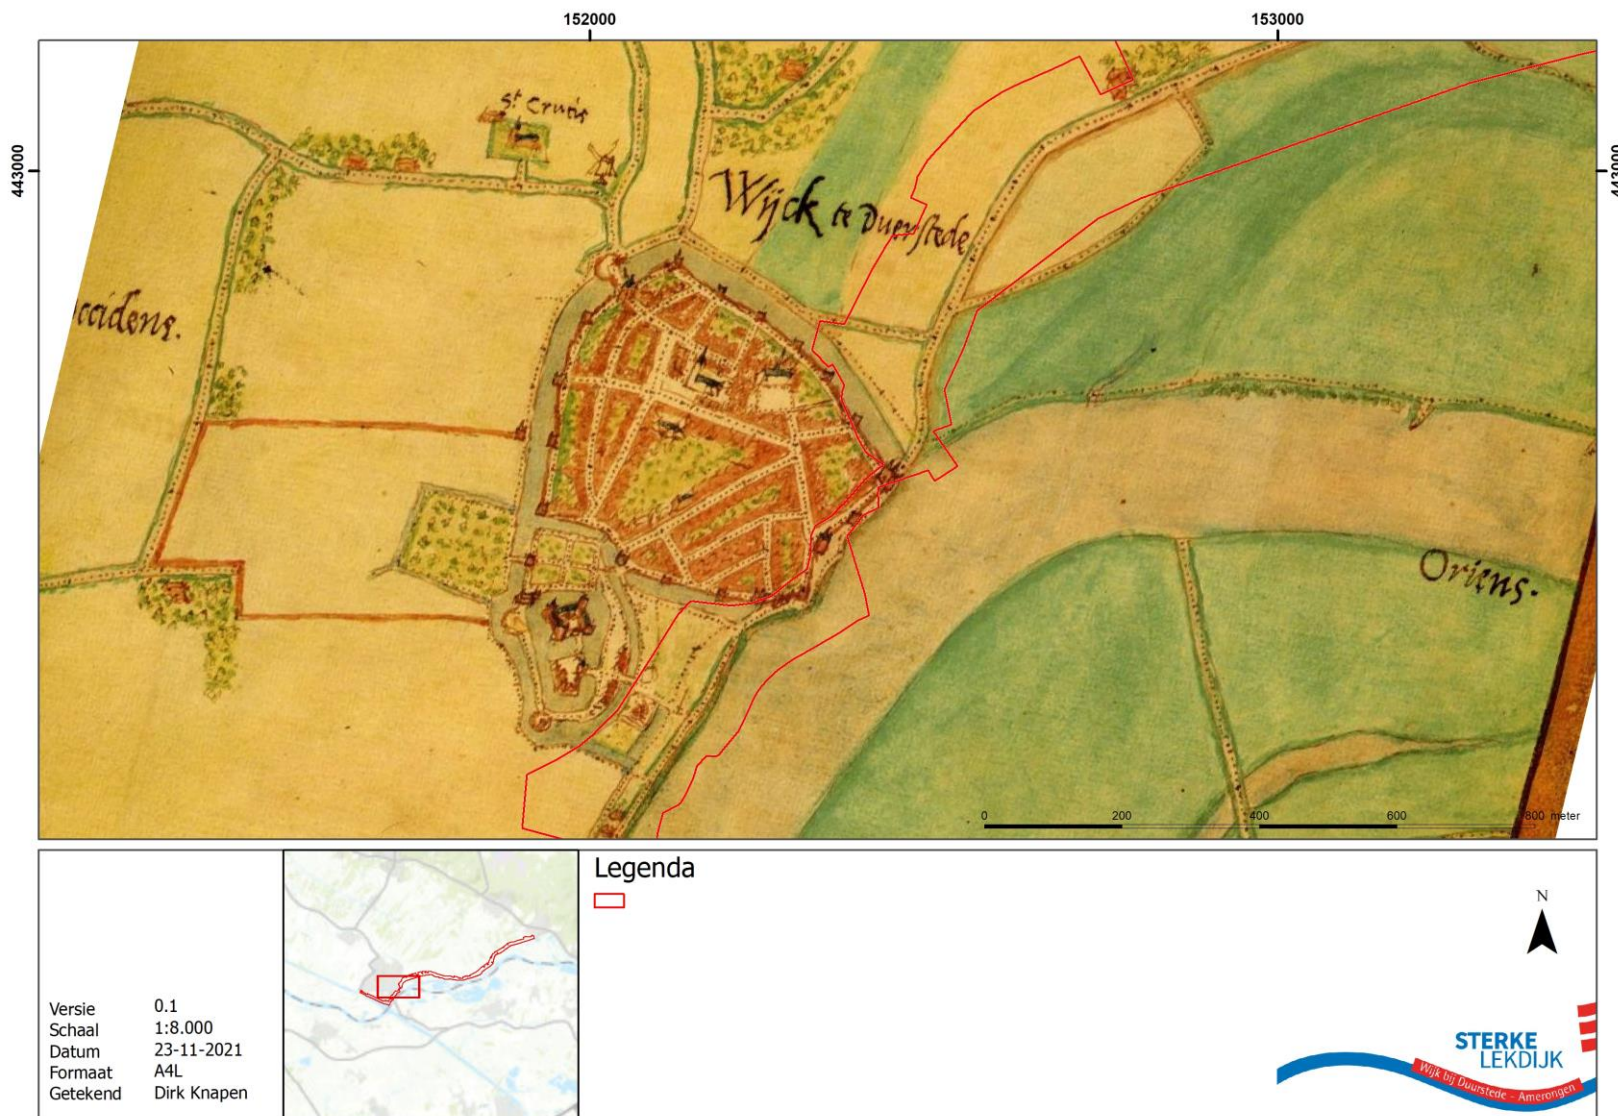 152000
153000
443000
443000
St Crucis
Wijck te Duerstede
ccidens.
Oriens.
0
200
400
600
800 meter
Legenda
N
Versie 0.1
Schaal 1:8.000
Datum 23-11-2021
Formaat A4L
Getekend Dirk Knapen
STERKE
LEKDIJK
Wijk bij Duurstede - Amerongen